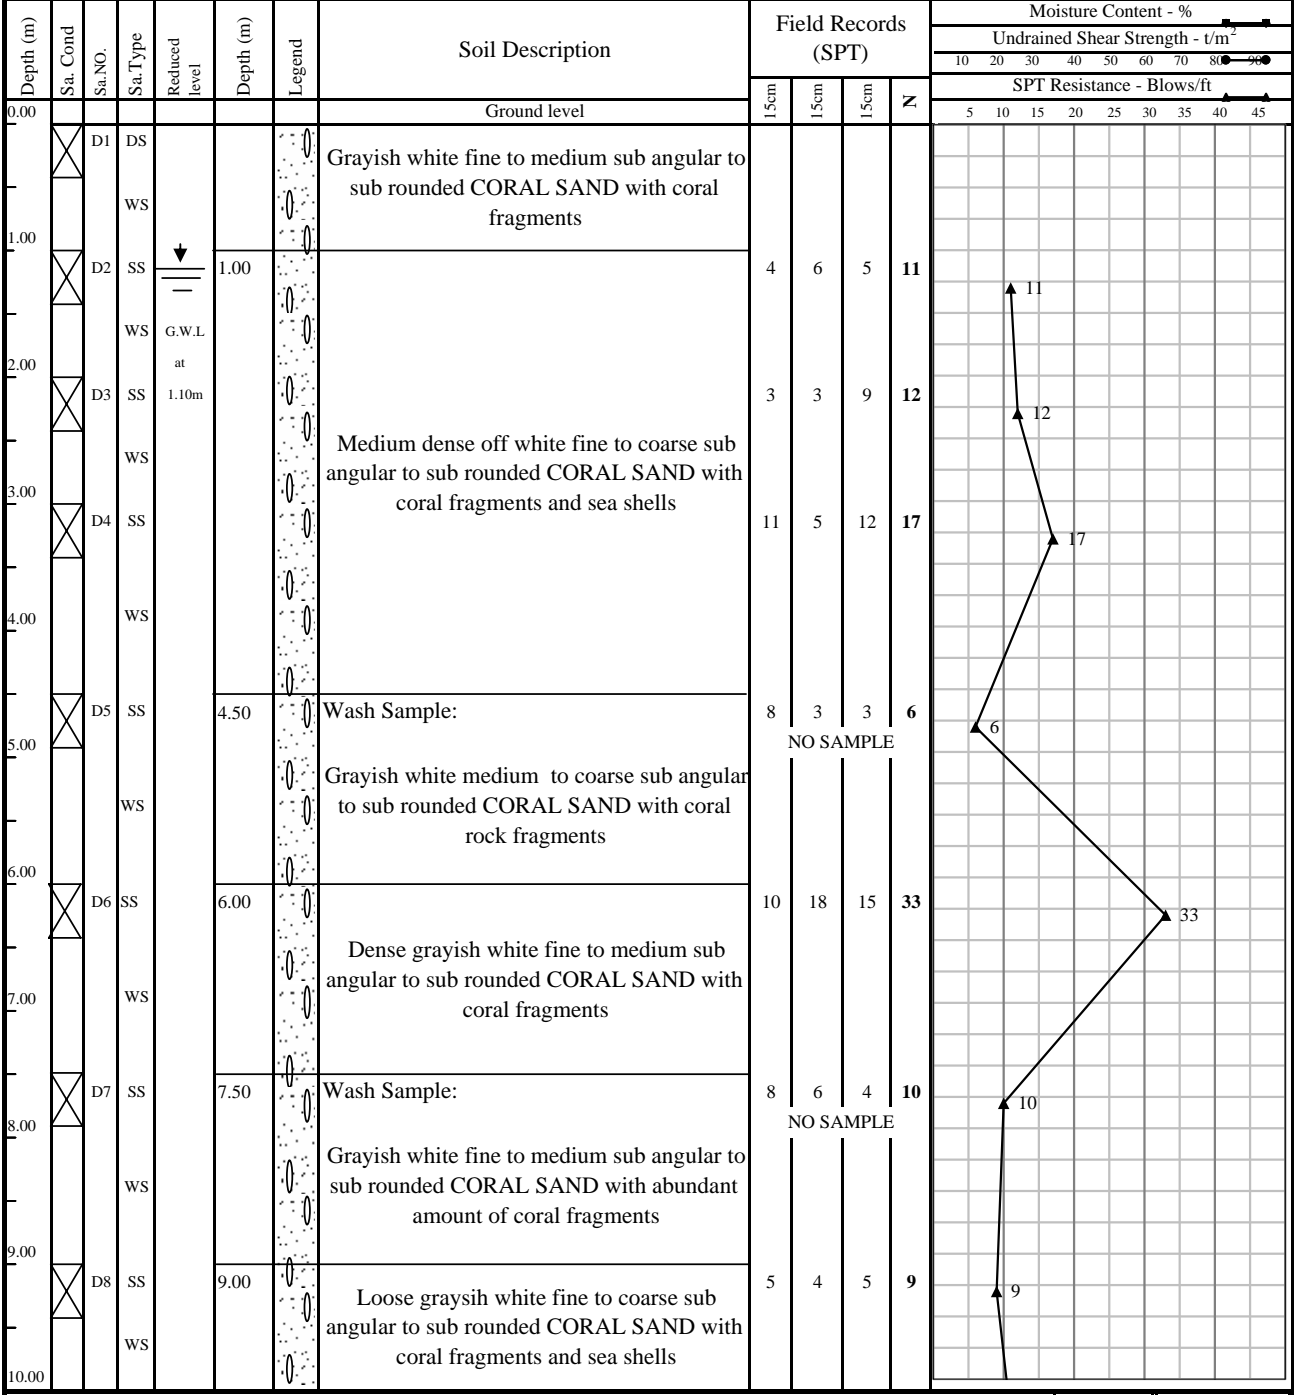 Depth (m)
Sa. Cond
Sa.NO.
Sa.Type
Reduced
level
Depth (m)
Legend
Soil Description
Field Records
(SPT)
Moisture Content - %
Undrained Shear Strength - t/m2
10 20 30 40 50 60 70 80 90
SPT Resistance - Blows/ft
0.00
Ground level
15cm
15cm
15cm
N
5 10 15 20 25 30 35 40 45
D1 DS
Grayish white fine to medium sub angular to
sub rounded CORAL SAND with coral
fragments
WS
1.00
D2 SS 1.00 4 6 5 11
11
WS G.W.L
at
1.10m
2.00
D3 SS 3 3 9 12
12
Medium dense off white fine to coarse sub
angular to sub rounded CORAL SAND with
coral fragments and sea shells
WS
3.00
D4 SS 11 5 12 17
17
WS
4.00
D5 SS 4.50 Wash Sample: 8 3 3 6
NO SAMPLE
6
5.00
Grayish white medium to coarse sub angular
to sub rounded CORAL SAND with coral
rock fragments
WS
6.00
D6 SS 6.00 10 18 15 33
33
Dense grayish white fine to medium sub
angular to sub rounded CORAL SAND with
coral fragments
WS
7.00
D7 SS 7.50 Wash Sample: 8 6 4 10
NO SAMPLE
10
8.00
Grayish white fine to medium sub angular to
sub rounded CORAL SAND with abundant
amount of coral fragments
WS
9.00
D8 SS 9.00 5 4 5 9
9
Loose graysih white fine to coarse sub
angular to sub rounded CORAL SAND with
coral fragments and sea shells
WS
10.00